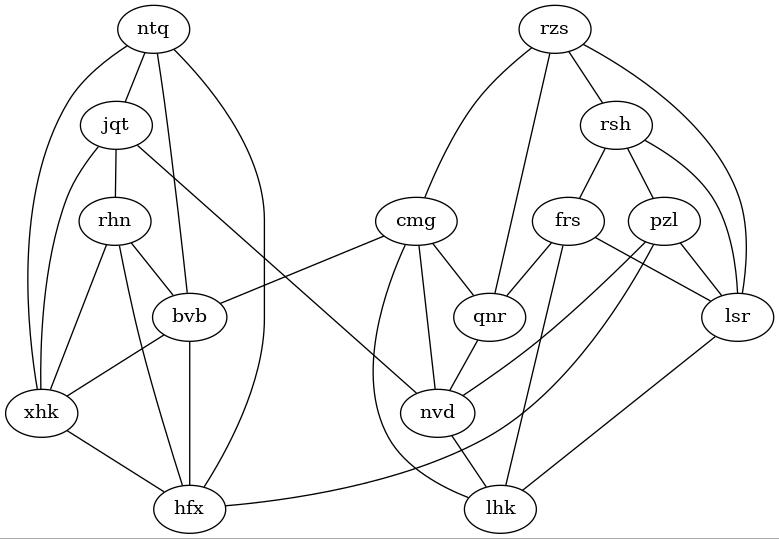 ntq rzs
jqt rsh
rhn cmg frs pzl
bvb qnr lsr
xhk nvd
hfx lhk